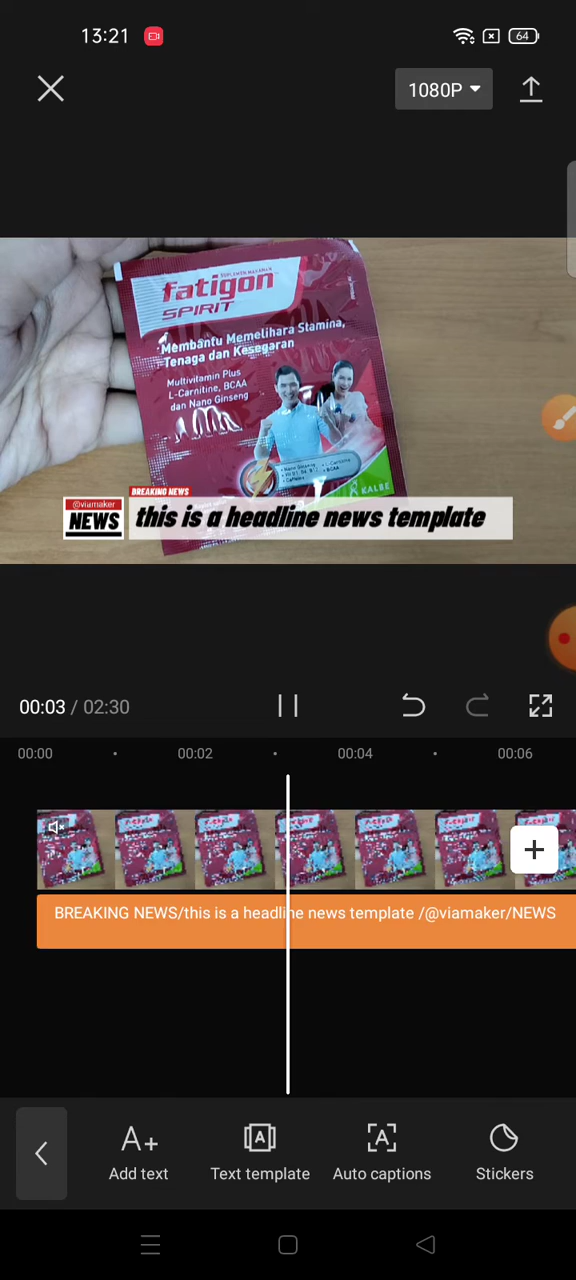 13:21
64
1080P
SUPLEMEN MAKANAN
fatigon
SPIRIT
Membantu Memelihara Stamina,
Tenaga dan Kesegaran
Multivitamin Plus
L-Carnitine, BCAA
dan Nano Ginseng
KALBE
BREAKING NEWS
@viamaker
NEWS
this is a headline news template
00:03 / 02:30
00:00
00:02
00:04
00:06
BREAKING NEWS/this is a headline news template /@viamaker/NEWS
Add text
Text template
Auto captions
Stickers